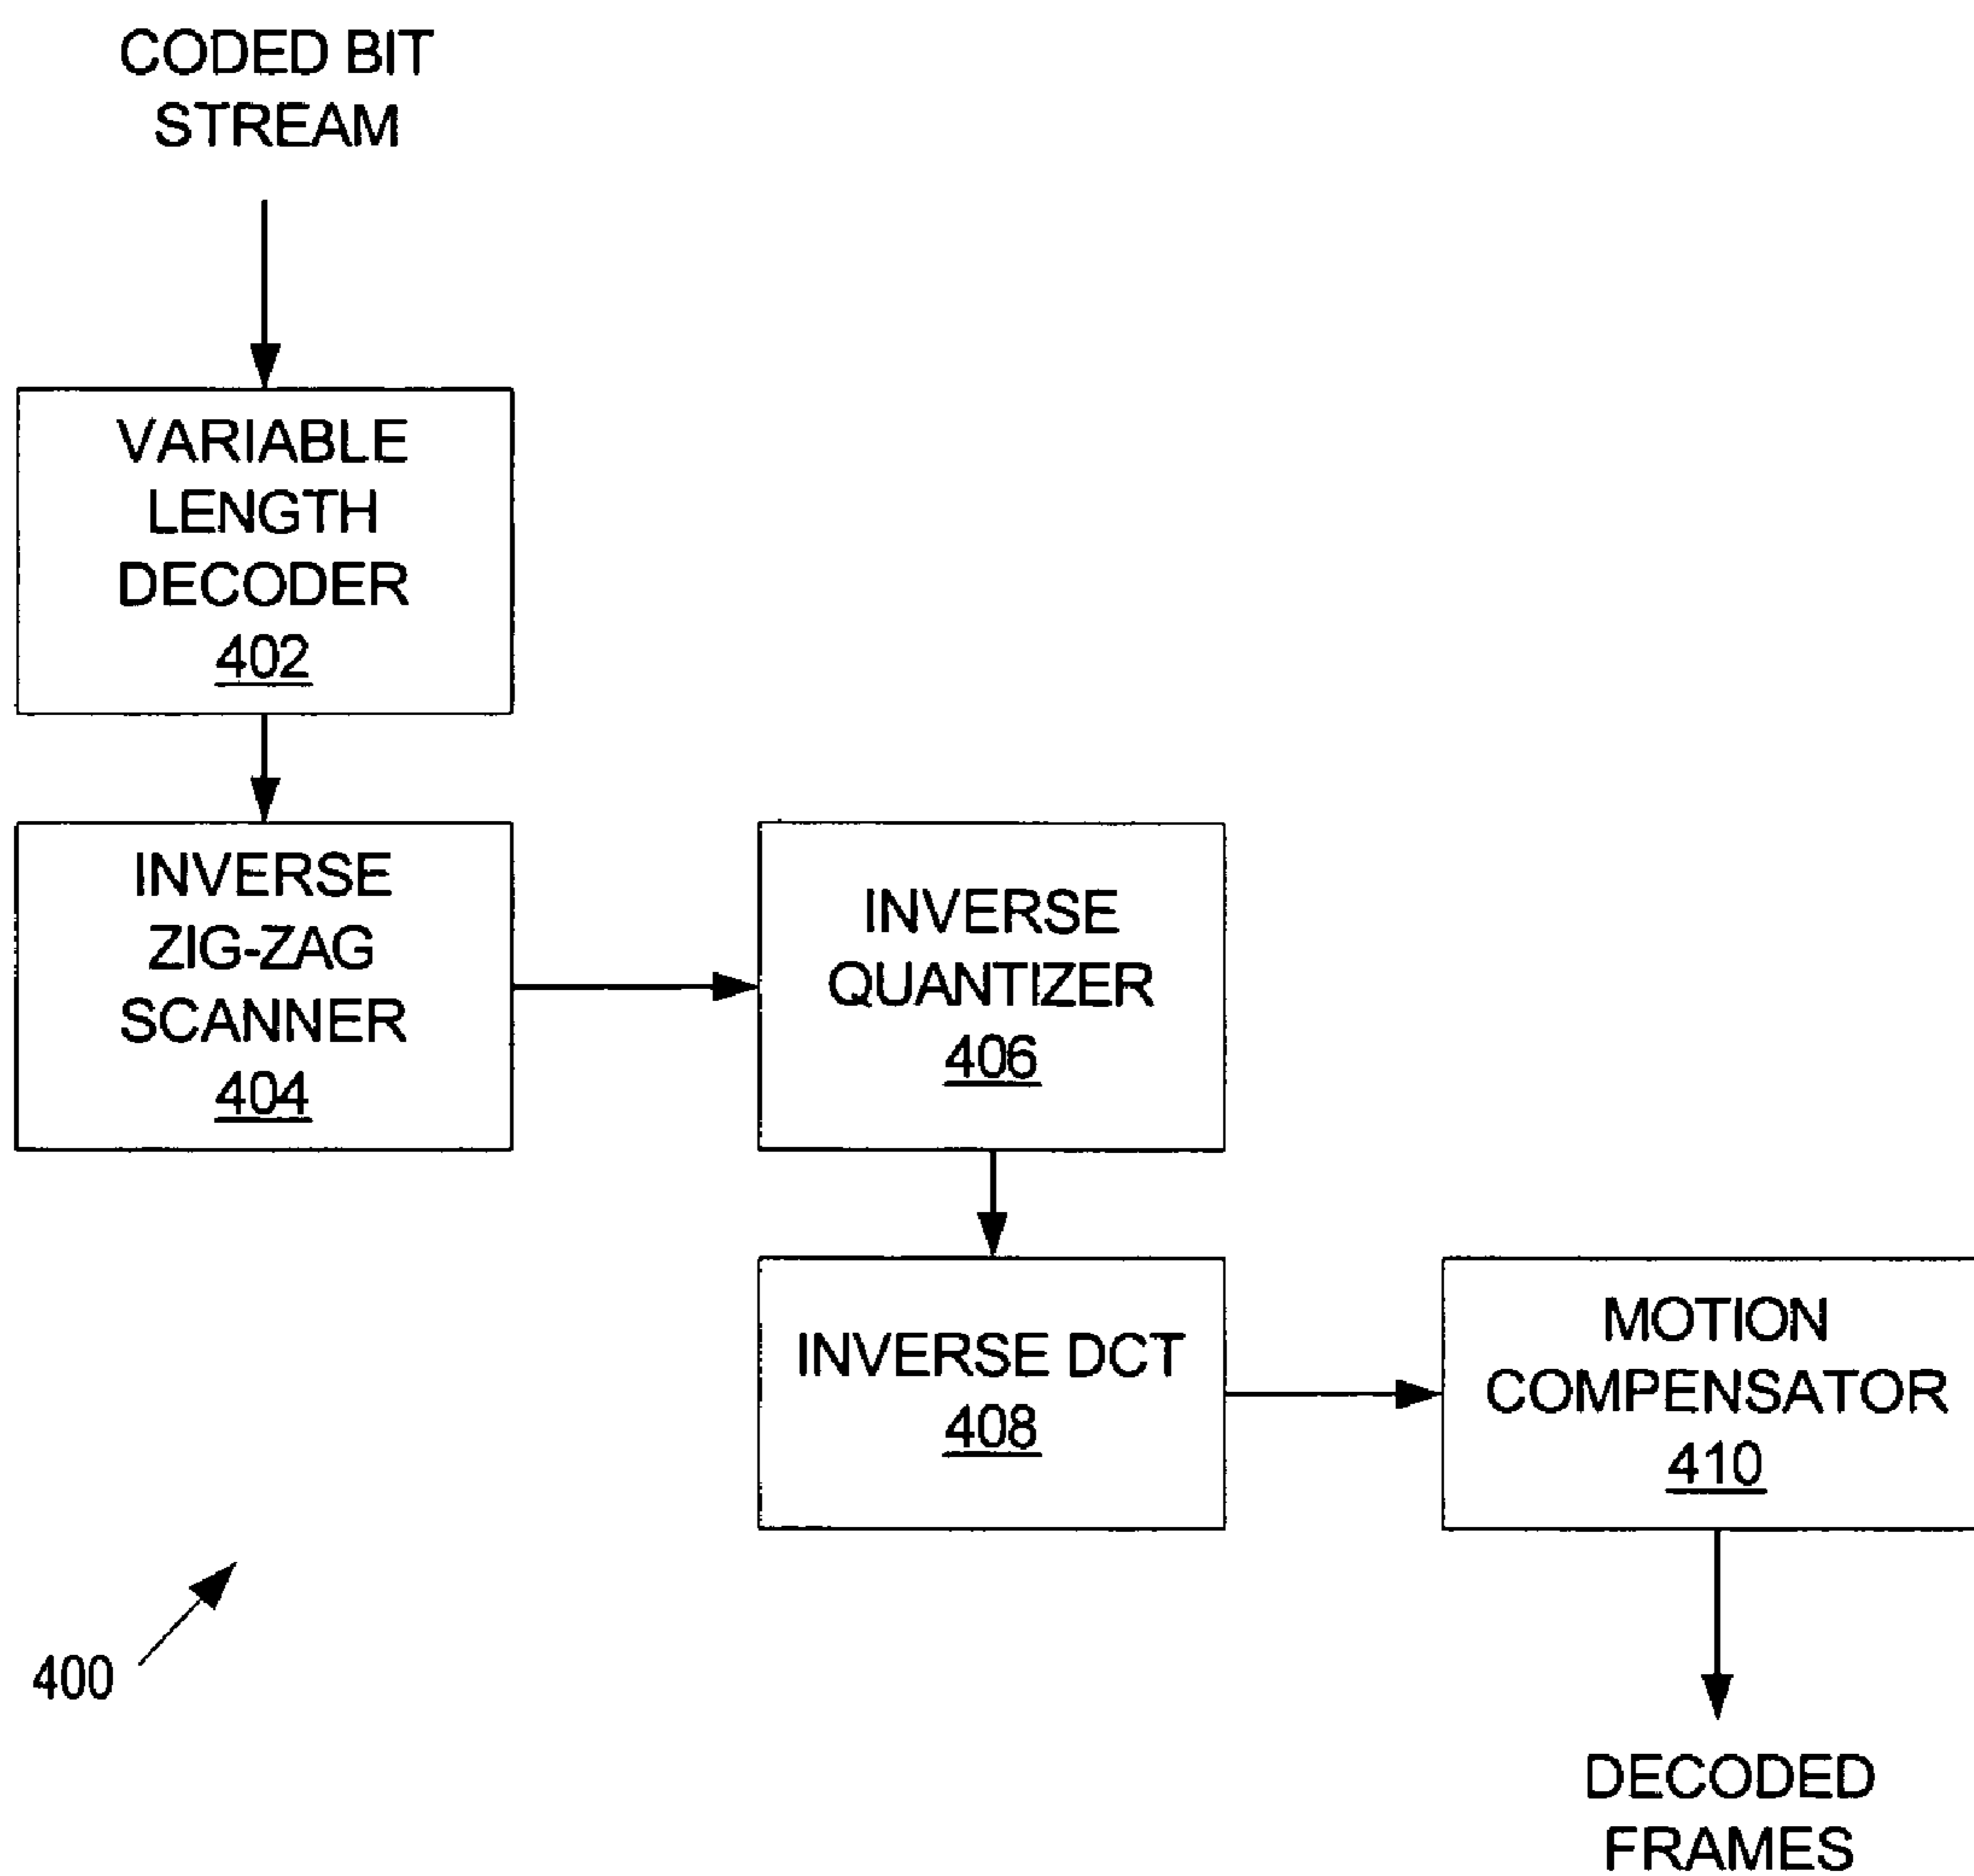 CODED BIT
STREAM
VARIABLE
LENGTH
DECODER
402
INVERSE
ZIG-ZAG
SCANNER
404
INVERSE
QUANTIZER
406
INVERSE DCT
408
MOTION
COMPENSATOR
410
400
DECODED
FRAMES